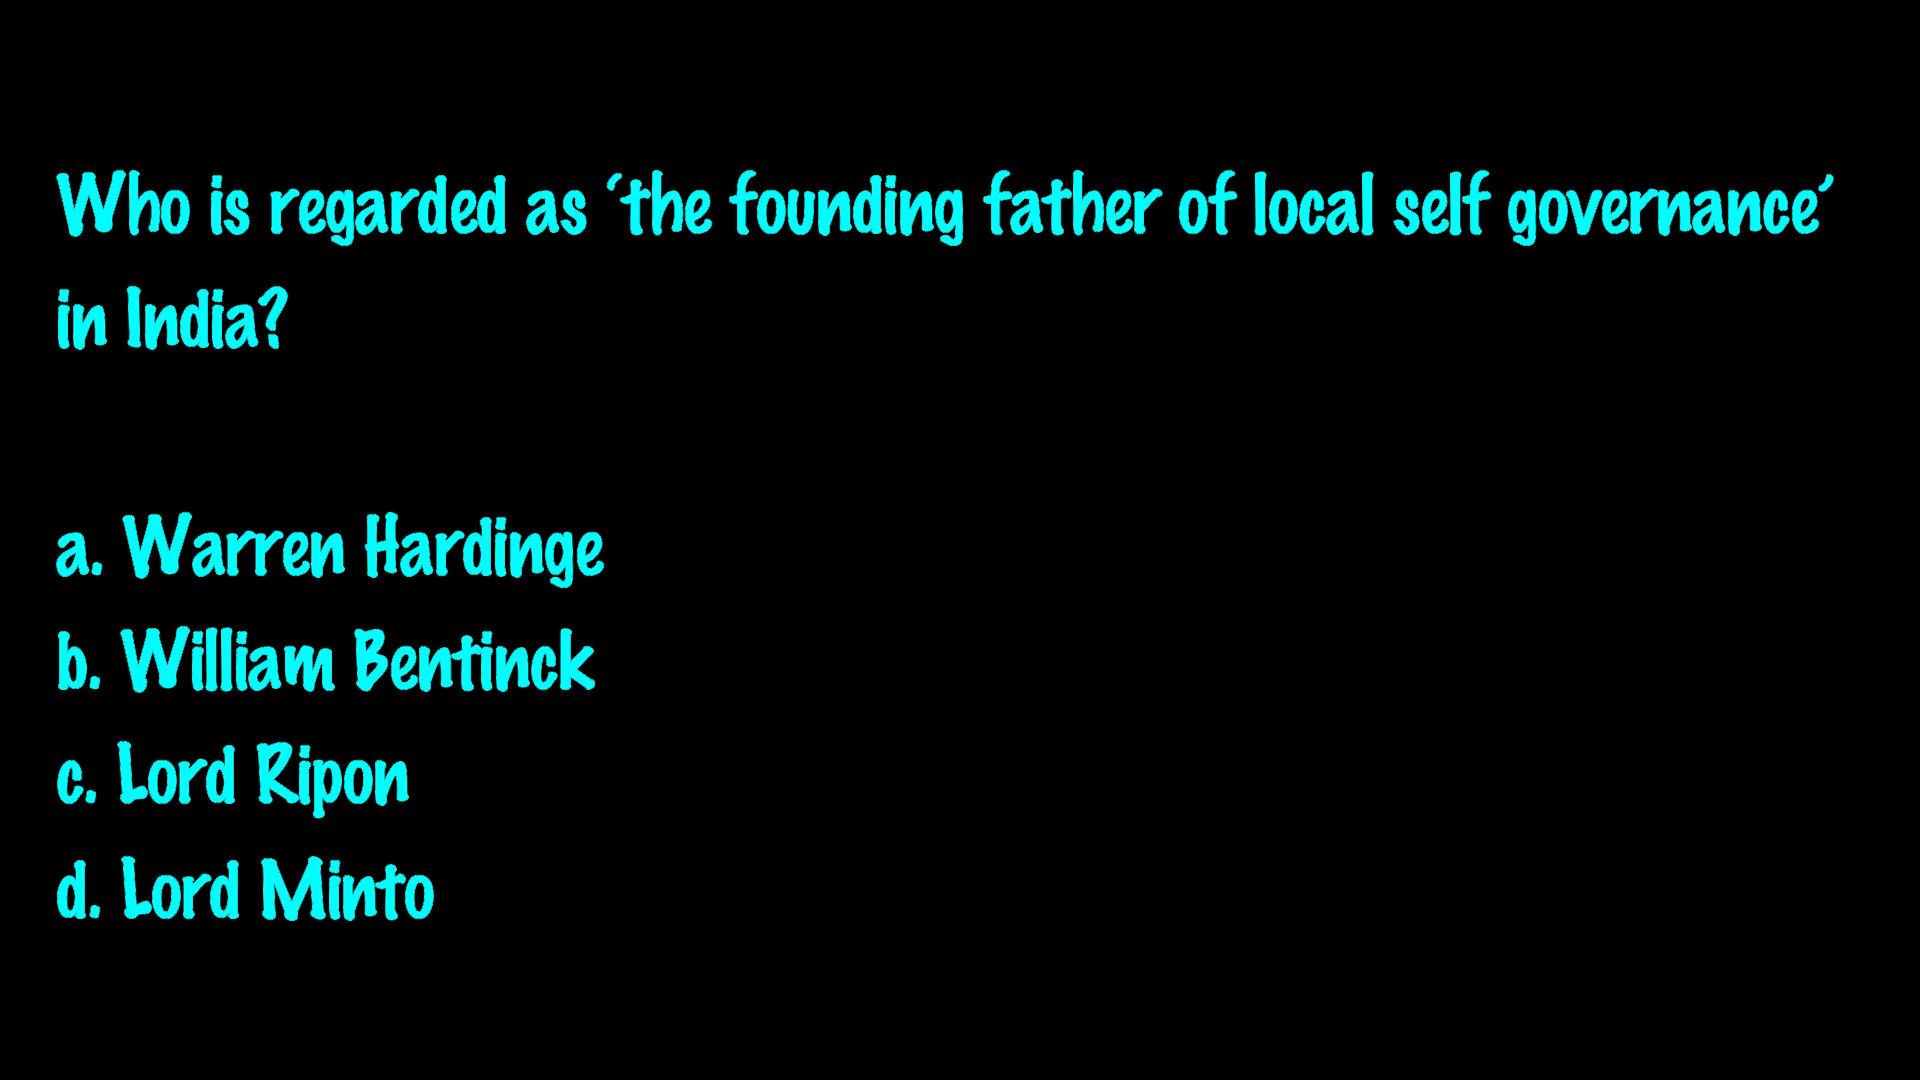 Who is regarded as ‘the founding father of local self governance’
in India?
a. Warren Hardinge
b. William Bentinck
c. Lord Ripon
d. Lord Minto